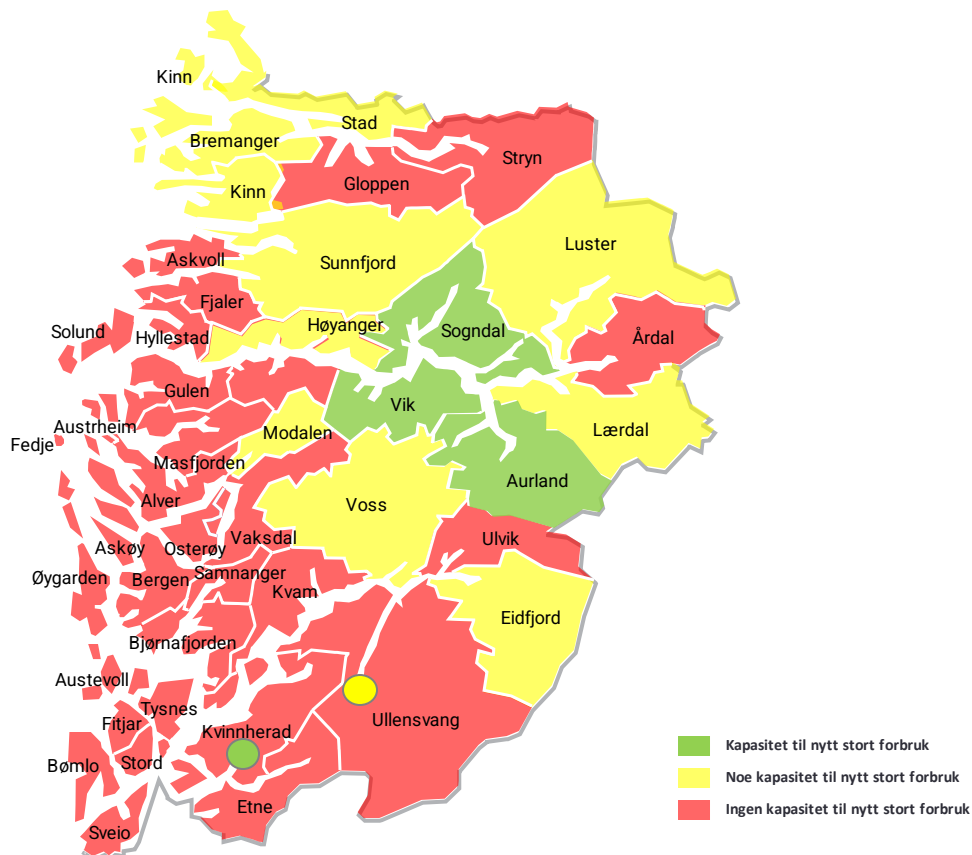 Kinn
Stad
Bremanger
Stryn
Gloppen
Kinn
Luster
Askvoll
Sunnfjord
Fjaler
Høyanger
Solund
Hyllestad
Sogndal
Årdal
Gulen
Vik
Austrheim
Modalen
Lærdal
Fedje
Masfjorden
Aurland
Alver
Voss
Vaksdal
Ulvik
Askøy
Osterøy
Øygarden
Bergen
Samnanger
Kvam
Eidfjord
Bjørnafjorden
Austevoll
Tysnes
Fitjar
Ullensvang
Kvinnherad
Bømlo
Stord
Etne
Sveio
Kapasitet til nytt stort forbruk
Noe kapasitet til nytt stort forbruk
Ingen kapasitet til nytt stort forbruk